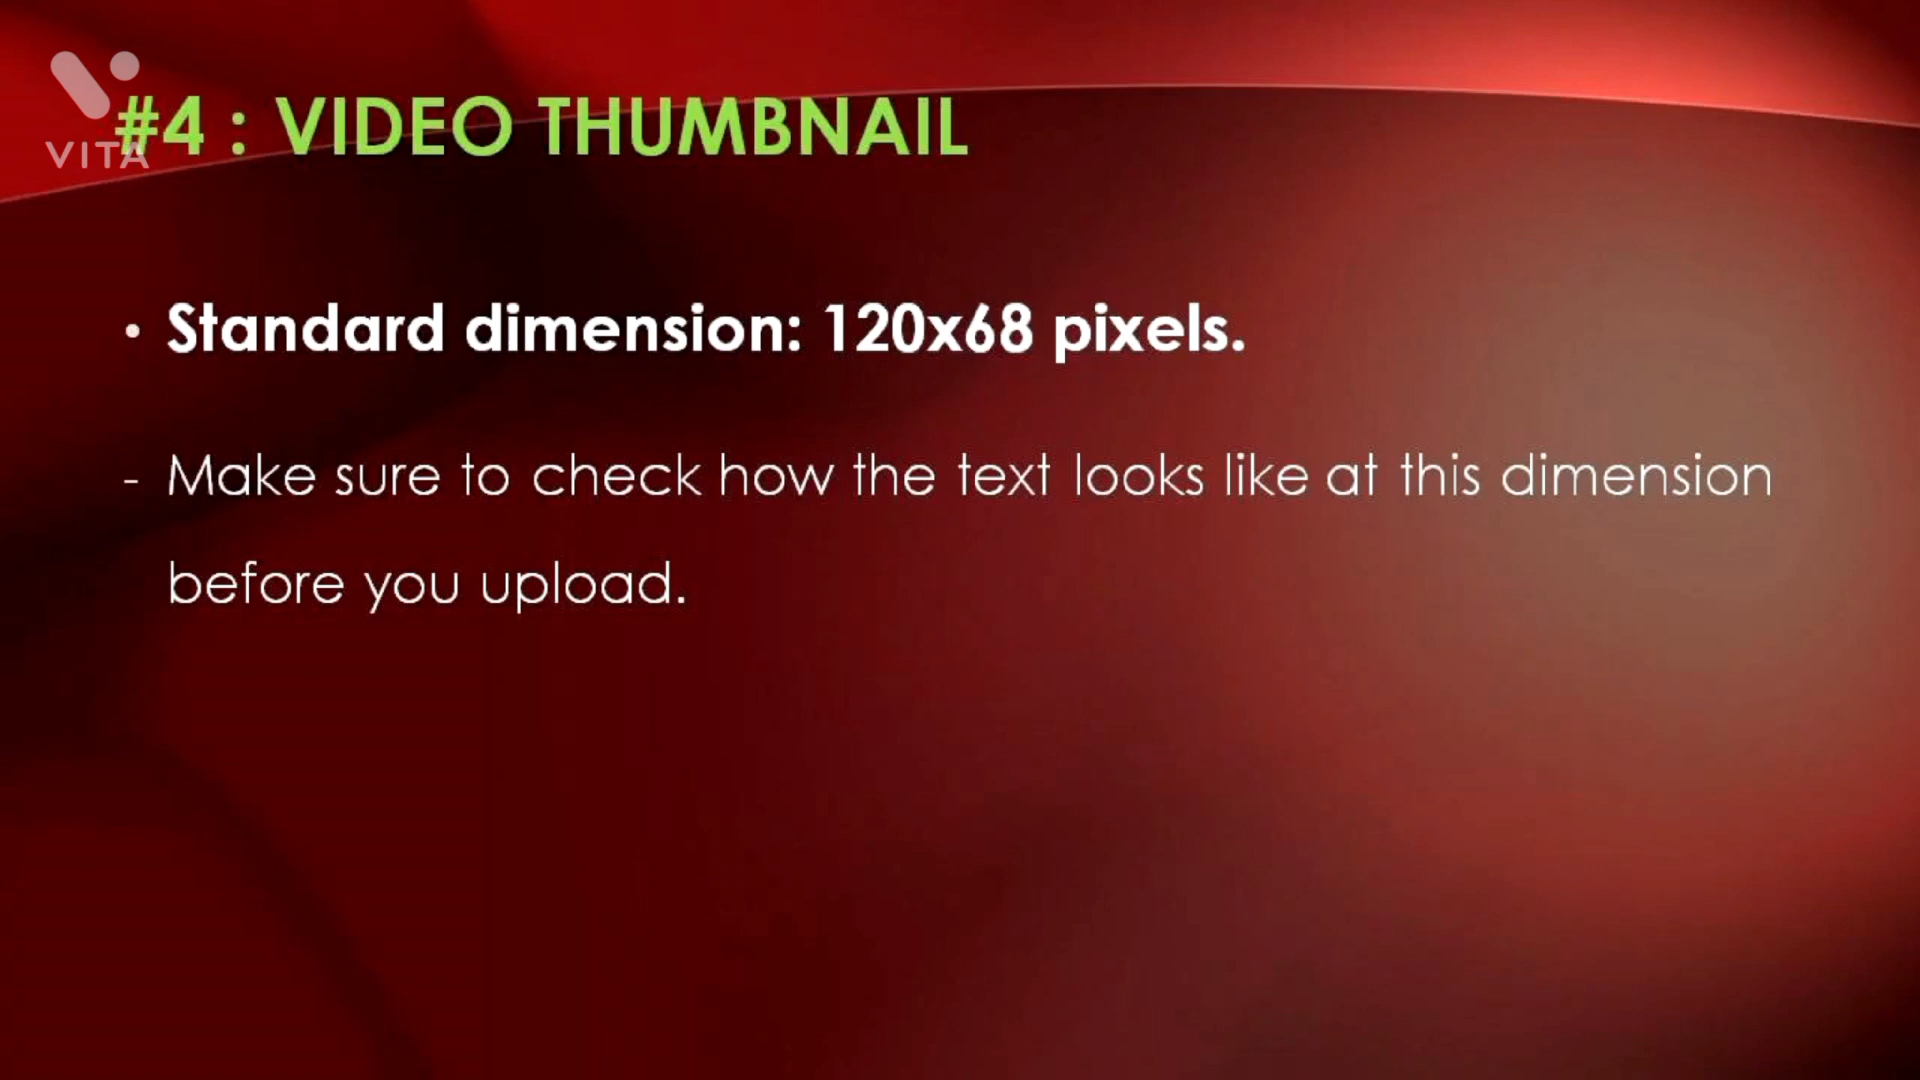 VITA
#4 : VIDEO THUMBNAIL
• Standard dimension: 120x68 pixels.
- Make sure to check how the text looks like at this dimension
before you upload.